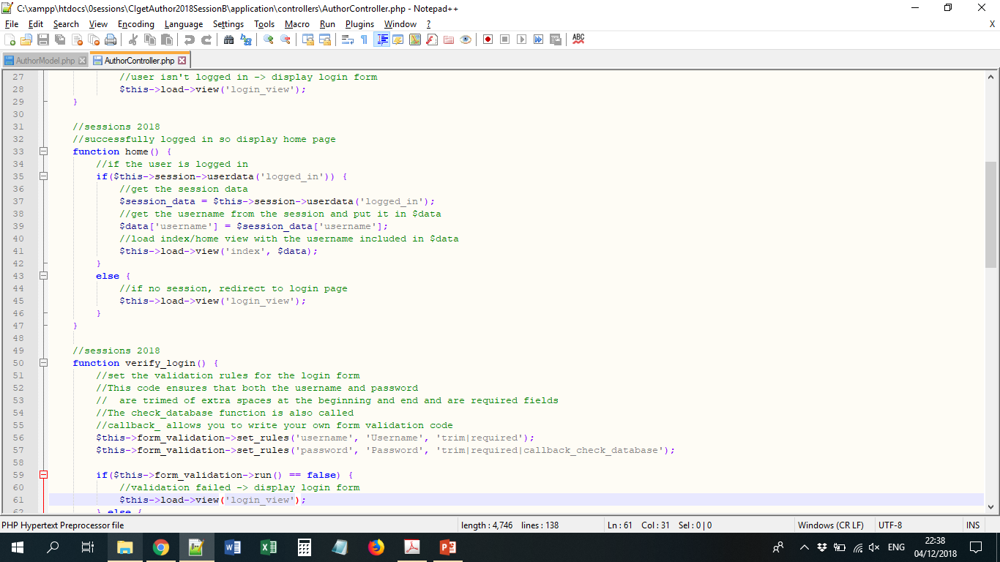 C:\xampp\htdocs\0sessions\CIgetAuthor2018SessionB\application\controllers\AuthorController.php - Notepad++
File Edit Search View Encoding Language Settings Tools Macro Run Plugins Window ? X
ABC
AuthorModel.php AuthorController.php
27 //user isn't logged in -> display login form
28 $this->load->view('login_view');
29 }
30
31 //sessions 2018
32 //successfully logged in so display home page
33 function home() {
34 //if the user is logged in
35 if($this->session->userdata('logged_in')) {
36 //get the session data
37 $session_data = $this->session->userdata('logged_in');
38 //get the username from the session and put it in $data
39 $data['username'] = $session_data['username'];
40 //load index/home view with the username included in $data
41 $this->load->view('index', $data);
42 }
43 else {
44 //if no session, redirect to login page
45 $this->load->view('login_view');
46 }
47 }
48
49 //sessions 2018
50 function verify_login() {
51 //set the validation rules for the login form
52 //This code ensures that both the username and password
53 //  are trimed of extra spaces at the beginning and end and are required fields
54 //The check_database function is also called
55 //callback_ allows you to write your own form validation code
56 $this->form_validation->set_rules('username', 'Username', 'trim|required');
57 $this->form_validation->set_rules('password', 'Password', 'trim|required|callback_check_database');
58
59 if($this->form_validation->run() == false) {
60 //validation failed -> display login form
61 $this->load->view('login_view');
62 } else {
PHP Hypertext Preprocessor file length : 4,746 lines : 138 Ln : 61 Col : 31 Sel : 0 | 0 Windows (CR LF) UTF-8 INS
ENG 22:38
04/12/2018